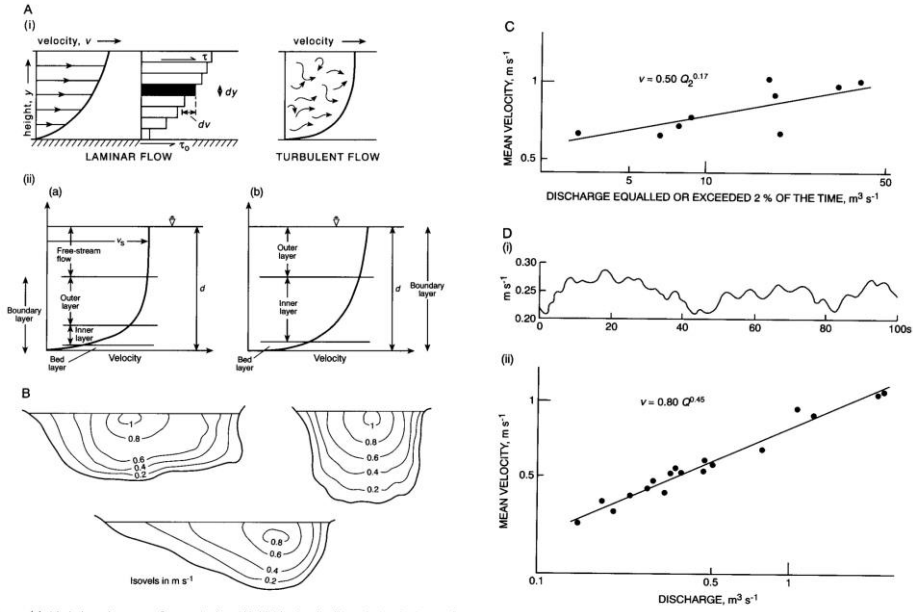 A
(i)
velocity, v
height, y
τ
dy
dv
τo
LAMINAR FLOW
velocity
TURBULENT FLOW
(ii)
(a)
vs
Free-stream
flow
Boundary
layer
Outer
layer
Inner
layer
Bed
layer
Velocity
d
(b)
Outer
layer
Inner
layer
Bed
layer
Velocity
d
Boundary
layer
B
1
0.8
0.6
0.4
0.2
1
0.8
0.6
0.4
0.2
0.8
0.6
0.4
0.2
Isovels in m s⁻¹
C
MEAN VELOCITY, m s⁻¹
1
0.5
v = 0.50 Q₂^0.17
5 10 50
DISCHARGE EQUALLED OR EXCEEDED 2 % OF THE TIME, m³ s⁻¹
D
(i)
m s⁻¹
0.30
0.25
0.20
0 20 40 60 80 100s
(ii)
MEAN VELOCITY, m s⁻¹
1
0.5
v = 0.80 Q^0.45
0.1 0.5 1
DISCHARGE, m³ s⁻¹